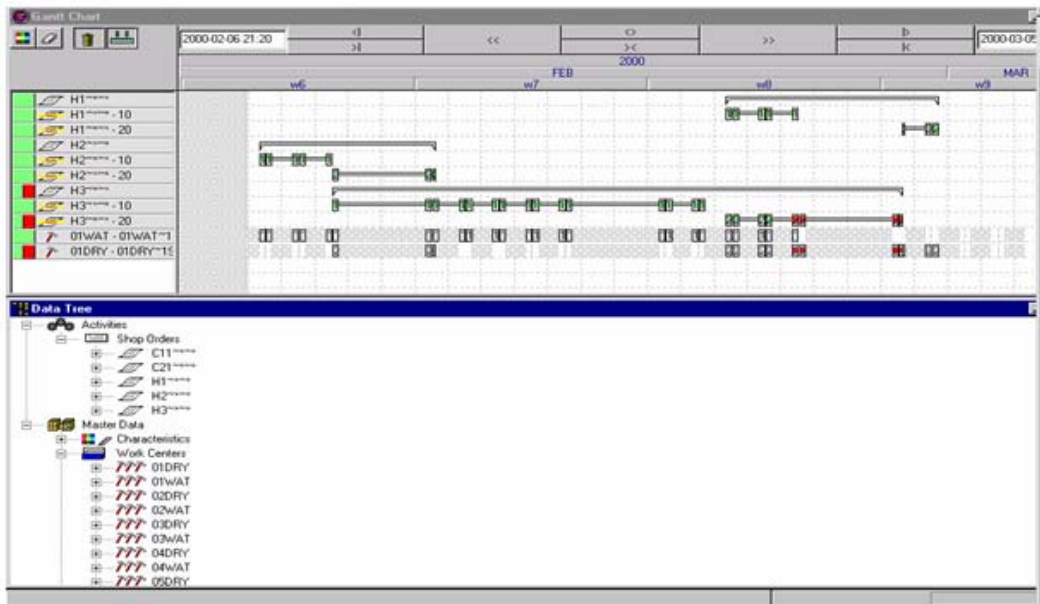 Gantt Chart
2000-02-06 21:20 <| >| << <> >< >> |> |< 2000-03-05
2000
FEB MAR
w6 w7 w8 w9
H1~*~*~
H1~*~*~ - 10
H1~*~*~ - 20
H2~*~*~
H2~*~*~ - 10
H2~*~*~ - 20
H3~*~*~
H3~*~*~ - 10
H3~*~*~ - 20
01WAT - 01WAT~1
01DRY - 01DRY~15
Data Tree
Activities
Shop Orders
C11~*~*~
C21~*~*~
H1~*~*~
H2~*~*~
H3~*~*~
Master Data
Characteristics
Work Centers
01DRY
01WAT
02DRY
02WAT
03DRY
03WAT
04DRY
04WAT
05DRY